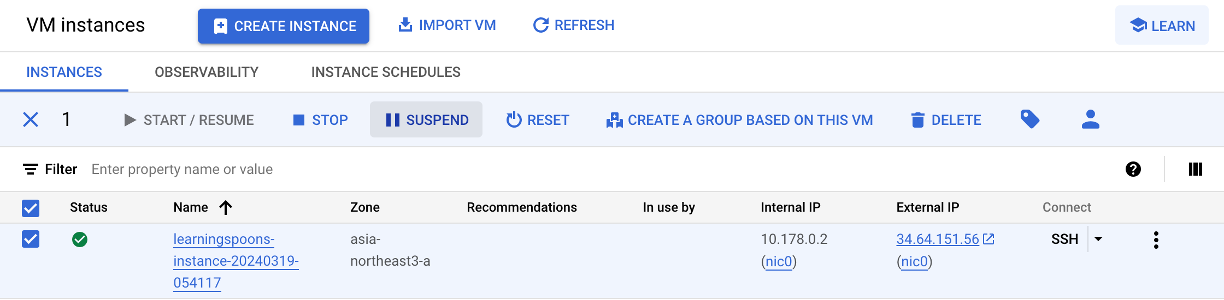 VM instances CREATE INSTANCE IMPORT VM REFRESH LEARN
INSTANCES OBSERVABILITY INSTANCE SCHEDULES
1 START / RESUME STOP SUSPEND RESET CREATE A GROUP BASED ON THIS VM DELETE
Filter Enter property name or value
Status Name Zone Recommendations In use by Internal IP External IP Connect
learningspoons- asia- 10.178.0.2 34.64.151.56 SSH
instance-20240319- northeast3-a (nic0) (nic0)
054117